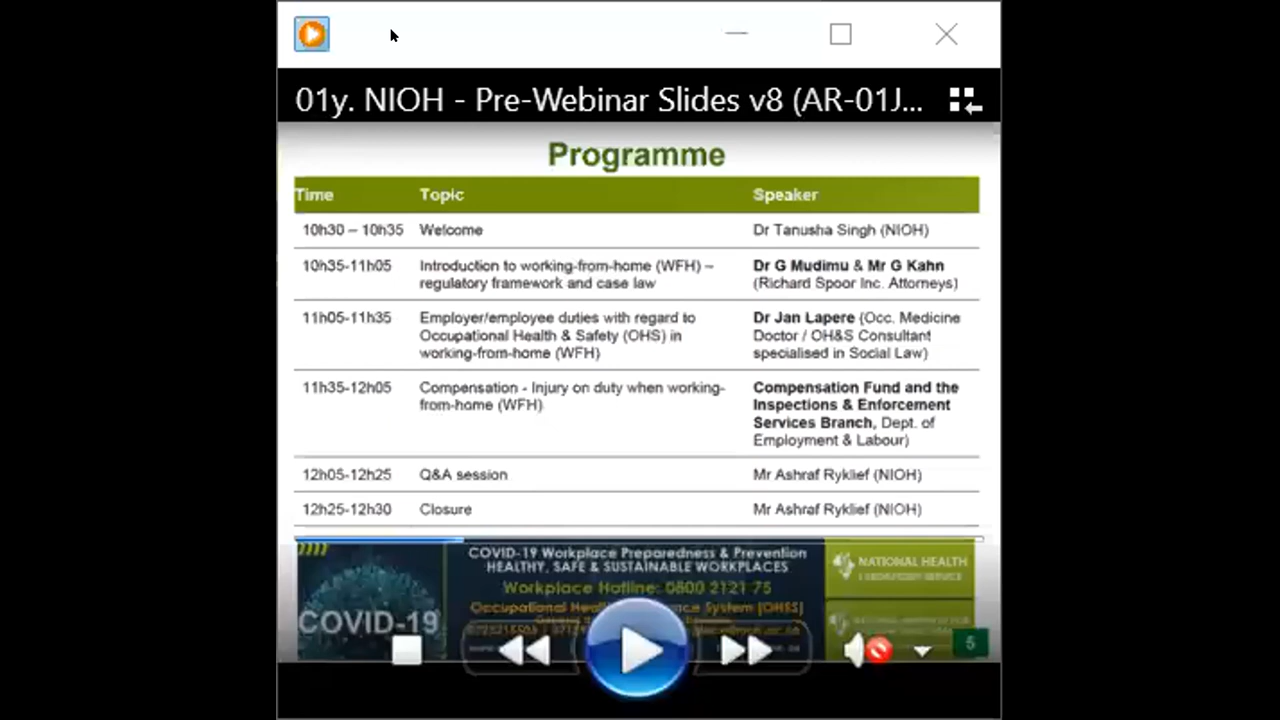 01y. NIOH - Pre-Webinar Slides v8 (AR-01J...
Programme
Time Topic Speaker
10h30 – 10h35 Welcome Dr Tanusha Singh (NIOH)
10h35-11h05 Introduction to working-from-home (WFH) – Dr G Mudimu & Mr G Kahn
regulatory framework and case law (Richard Spoor Inc. Attorneys)
11h05-11h35 Employer/employee duties with regard to Dr Jan Lapere (Occ. Medicine
Occupational Health & Safety (OHS) in Doctor / OH&S Consultant
working-from-home (WFH) specialised in Social Law)
11h35-12h05 Compensation - Injury on duty when working- Compensation Fund and the
from-home (WFH) Inspections & Enforcement
Services Branch, Dept. of
Employment & Labour)
12h05-12h25 Q&A session Mr Ashraf Ryklief (NIOH)
12h25-12h30 Closure Mr Ashraf Ryklief (NIOH)
COVID-19 Workplace Preparedness & Prevention
HEALTHY, SAFE & SUSTAINABLE WORKPLACES
NATIONAL HEALTH
LABORATORY SERVICE
Workplace Hotline: 0800 2121 75
Occupational System (OHSS)
COVID-19
5